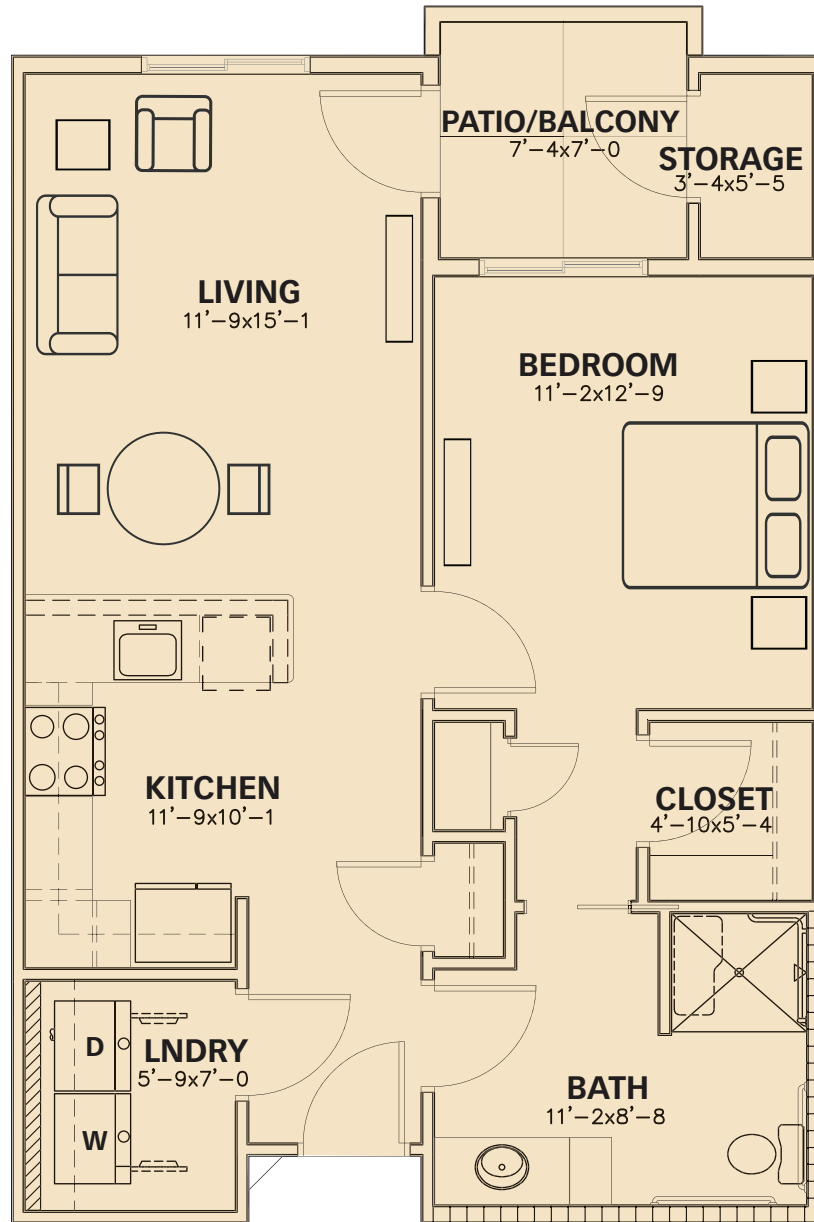 PATIO/BALCONY
7'-4x7'-0
STORAGE
3'-4x5'-5
LIVING
11'-9x15'-1
BEDROOM
11'-2x12'-9
KITCHEN
11'-9x10'-1
CLOSET
4'-10x5'-4
D
LNDRY
5'-9x7'-0
W
BATH
11'-2x8'-8